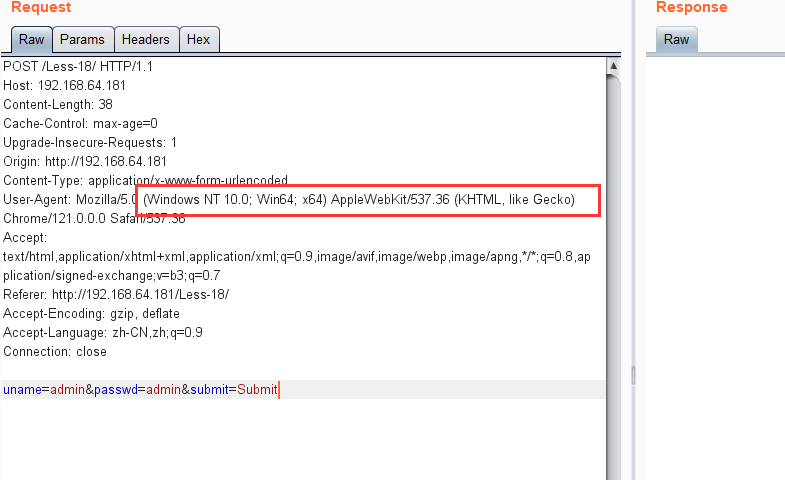 Request
Response
Raw Params Headers Hex
Raw
POST /Less-18/ HTTP/1.1
Host: 192.168.64.181
Content-Length: 38
Cache-Control: max-age=0
Upgrade-Insecure-Requests: 1
Origin: http://192.168.64.181
Content-Type: application/x-www-form-urlencoded
User-Agent: Mozilla/5.0 (Windows NT 10.0; Win64; x64) AppleWebKit/537.36 (KHTML, like Gecko)
Chrome/121.0.0.0 Safari/537.36
Accept:
text/html,application/xhtml+xml,application/xml;q=0.9,image/avif,image/webp,image/apng,*/*;q=0.8,ap
plication/signed-exchange;v=b3;q=0.7
Referer: http://192.168.64.181/Less-18/
Accept-Encoding: gzip, deflate
Accept-Language: zh-CN,zh;q=0.9
Connection: close
uname=admin&passwd=admin&submit=Submit